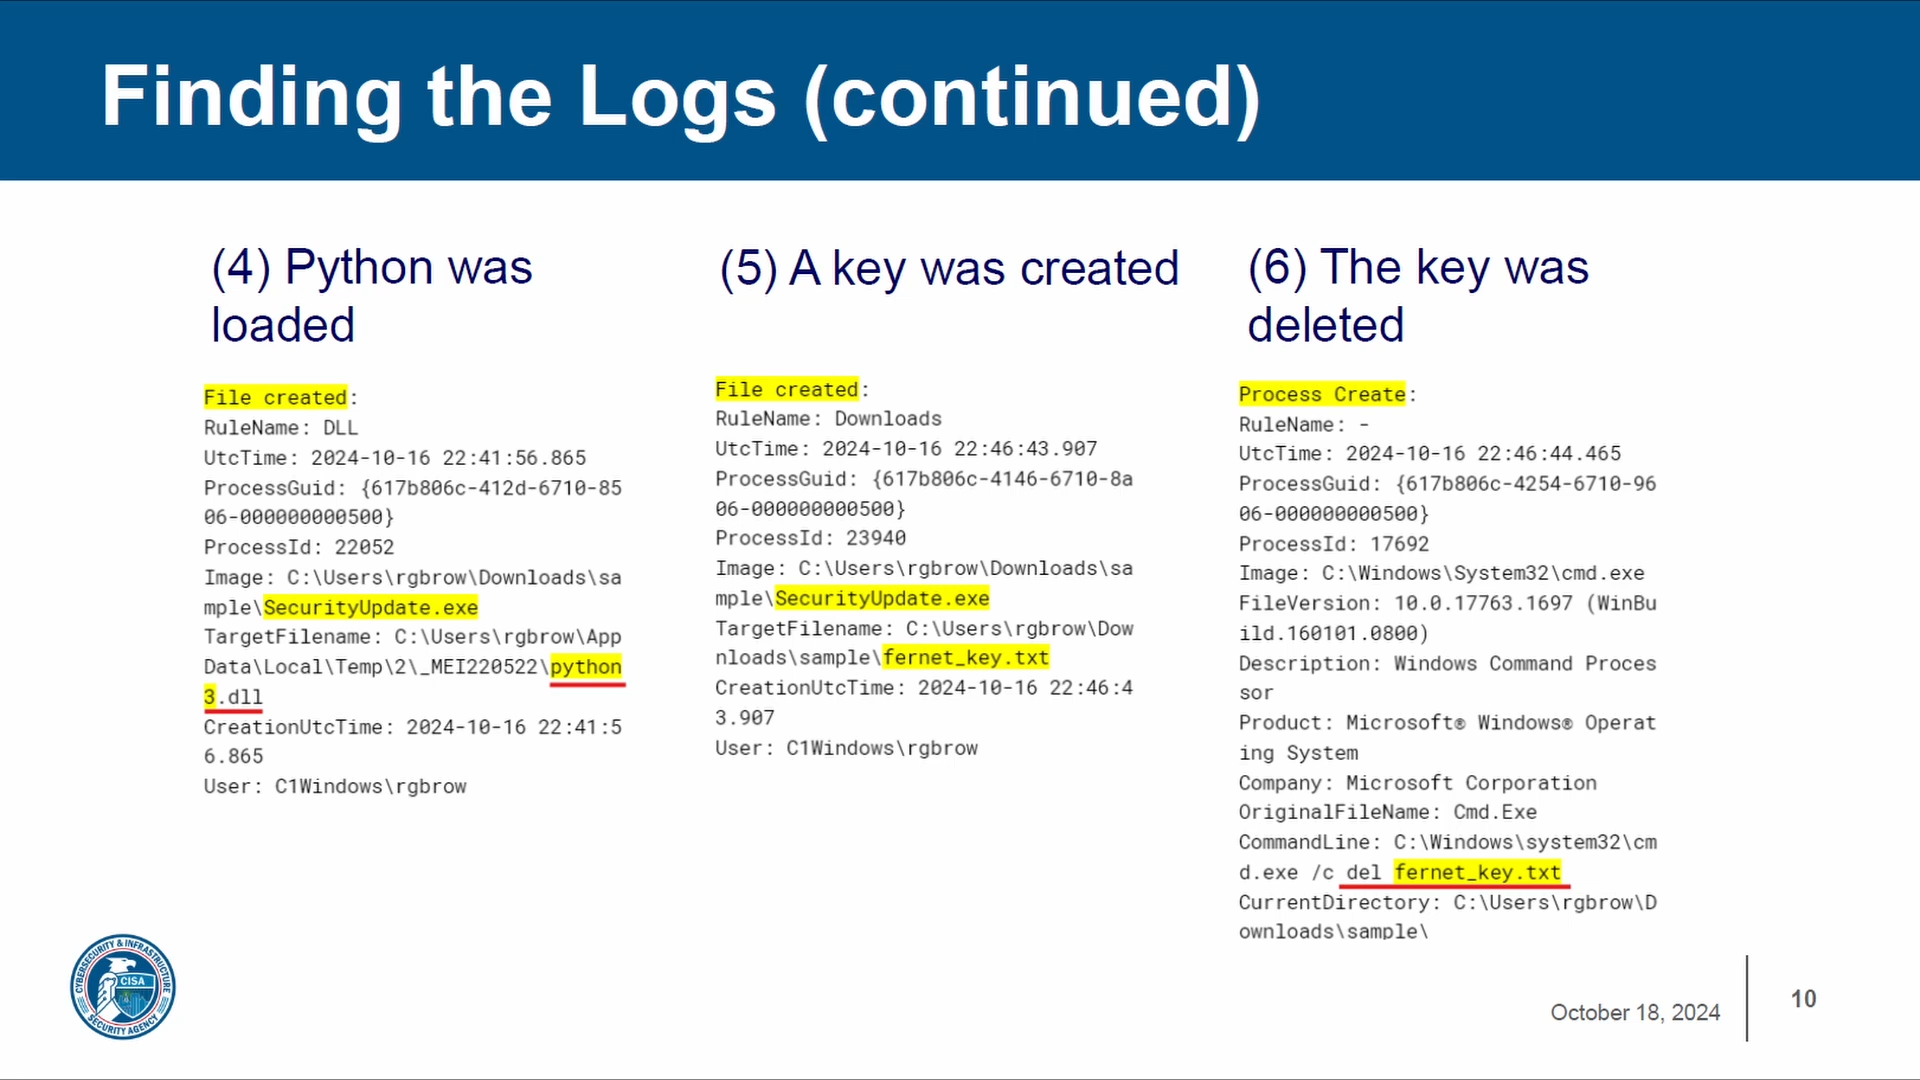 Finding the Logs (continued)
(4) Python was
loaded
File created:
RuleName: DLL
UtcTime: 2024-10-16 22:41:56.865
ProcessGuid: {617b806c-412d-6710-85
06-000000000500}
ProcessId: 22052
Image: C:\Users\rgbrow\Downloads\sa
mple\SecurityUpdate.exe
TargetFilename: C:\Users\rgbrow\App
Data\Local\Temp\2\_MEI220522\python
3.dll
CreationUtcTime: 2024-10-16 22:41:5
6.865
User: C1Windows\rgbrow
(5) A key was created
File created:
RuleName: Downloads
UtcTime: 2024-10-16 22:46:43.907
ProcessGuid: {617b806c-4146-6710-8a
06-000000000500}
ProcessId: 23940
Image: C:\Users\rgbrow\Downloads\sa
mple\SecurityUpdate.exe
TargetFilename: C:\Users\rgbrow\Dow
nloads\sample\fernet_key.txt
CreationUtcTime: 2024-10-16 22:46:4
3.907
User: C1Windows\rgbrow
(6) The key was
deleted
Process Create:
RuleName: -
UtcTime: 2024-10-16 22:46:44.465
ProcessGuid: {617b806c-4254-6710-96
06-000000000500}
ProcessId: 17692
Image: C:\Windows\System32\cmd.exe
FileVersion: 10.0.17763.1697 (WinBu
ild.160101.0800)
Description: Windows Command Proces
sor
Product: Microsoft® Windows® Operat
ing System
Company: Microsoft Corporation
OriginalFileName: Cmd.Exe
CommandLine: C:\Windows\system32\cm
d.exe /c del fernet_key.txt
CurrentDirectory: C:\Users\rgbrow\D
ownloads\sample\
CYBERSECURITY & INFRASTRUCTURE
CISA
SECURITY AGENCY
October 18, 2024
10